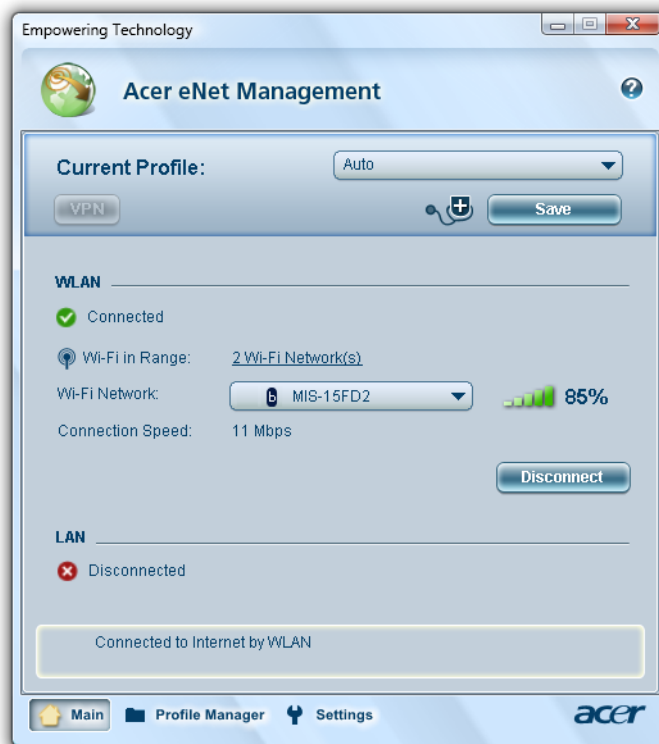 Empowering Technology
Acer eNet Management
?
Current Profile:
Auto
VPN
Save
WLAN
Connected
Wi-Fi in Range:
2 Wi-Fi Network(s)
Wi-Fi Network:
b MIS-15FD2
85%
Connection Speed:
11 Mbps
Disconnect
LAN
Disconnected
Connected to Internet by WLAN
Main
Profile Manager
Settings
acer